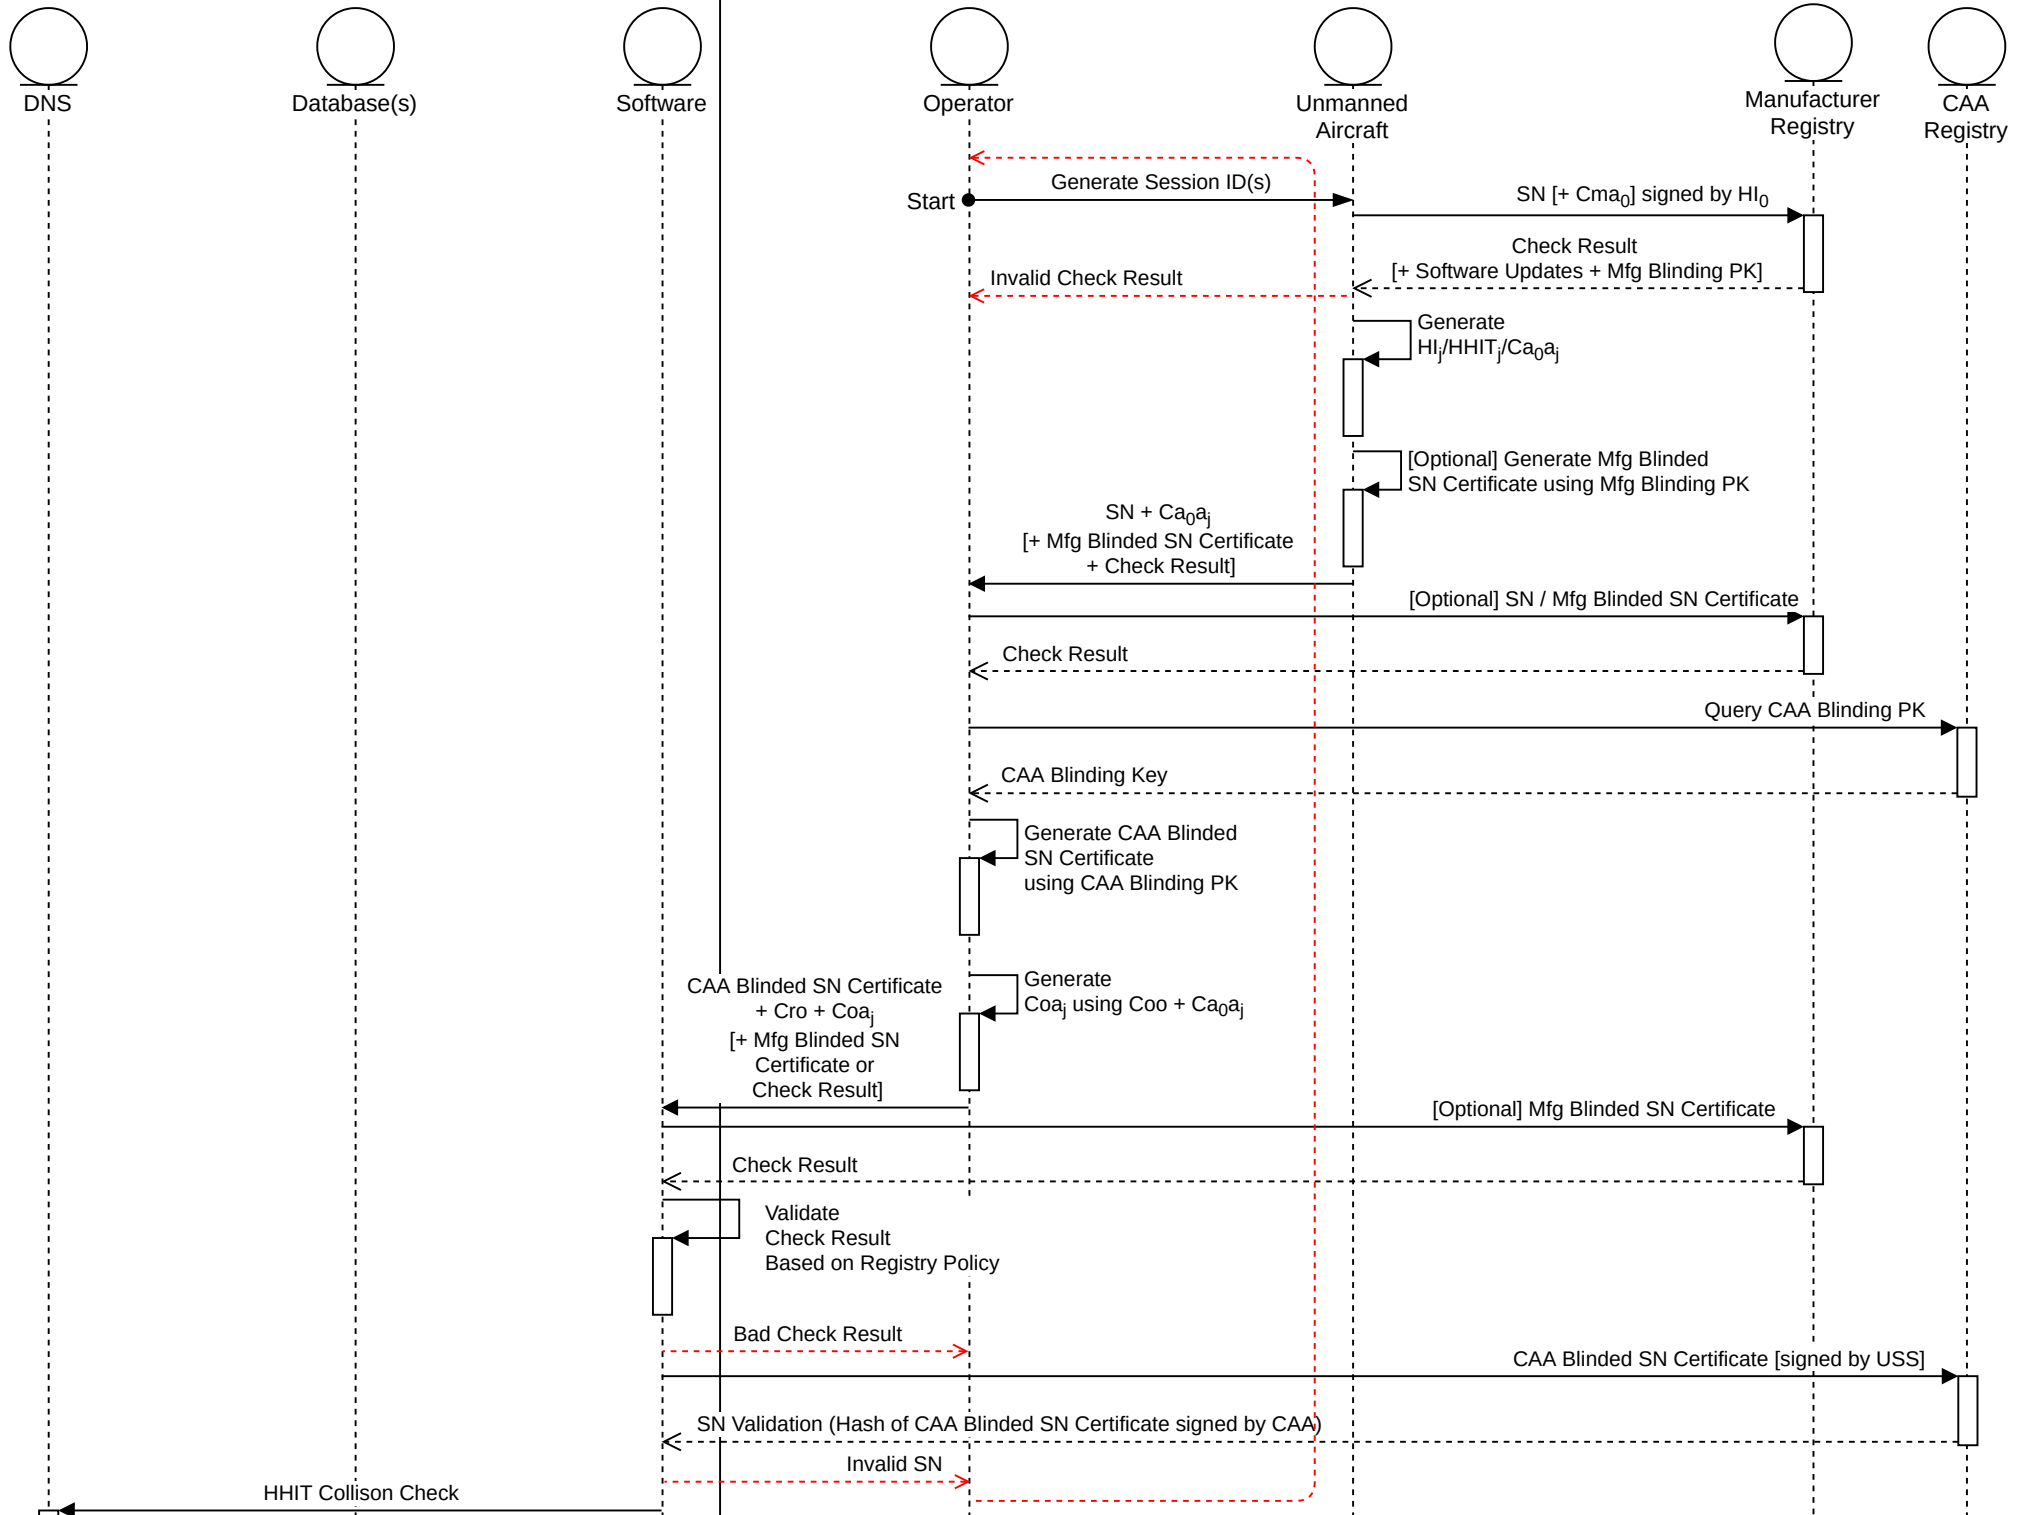 DNS
Database(s)
Software
Operator
Unmanned
Aircraft
Manufacturer
Registry
CAA
Registry
Generate Session ID(s)
Start
SN [+ Cma0] signed by HI0
Check Result
[+ Software Updates + Mfg Blinding PK]
Invalid Check Result
Generate
HIj/HHITj/Ca0aj
[Optional] Generate Mfg Blinded
SN Certificate using Mfg Blinding PK
SN + Ca0aj
[+ Mfg Blinded SN Certificate
+ Check Result]
[Optional] SN / Mfg Blinded SN Certificate
Check Result
Query CAA Blinding PK
CAA Blinding Key
Generate CAA Blinded
SN Certificate
using CAA Blinding PK
Generate
Coaj using Coo + Ca0aj
CAA Blinded SN Certificate
+ Cro + Coaj
[+ Mfg Blinded SN
Certificate or
Check Result]
[Optional] Mfg Blinded SN Certificate
Check Result
Validate
Check Result
Based on Registry Policy
Bad Check Result
CAA Blinded SN Certificate [signed by USS]
SN Validation (Hash of CAA Blinded SN Certificate signed by CAA)
Invalid SN
HHIT Collison Check